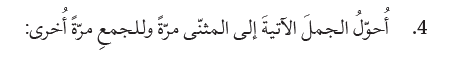 4. أُحوّلُ الجملَ الآتيةَ إلى المثنّى مرّةً وللجمعِ مرّةً أُخرى: